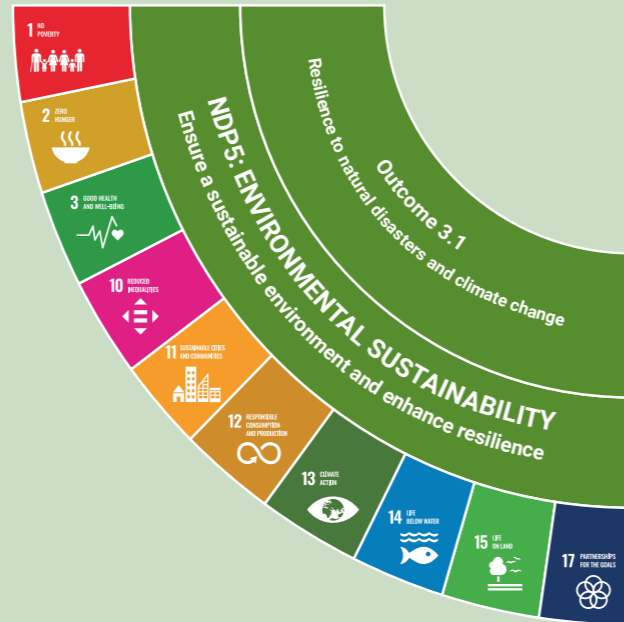 1 NO
POVERTY
2 ZERO
HUNGER
3 GOOD HEALTH
AND WELL-BEING
10 REDUCED
INEQUALITIES
11 SUSTAINABLE CITIES
AND COMMUNITIES
12 RESPONSIBLE
CONSUMPTION
AND PRODUCTION
13 CLIMATE
ACTION
14 LIFE
BELOW WATER
15 LIFE
ON LAND
17 PARTNERSHIPS
FOR THE GOALS
NDP5: ENVIRONMENTAL SUSTAINABILITY
Ensure a sustainable environment and enhance resilience
Outcome 3.1
Resilience to natural disasters and climate change